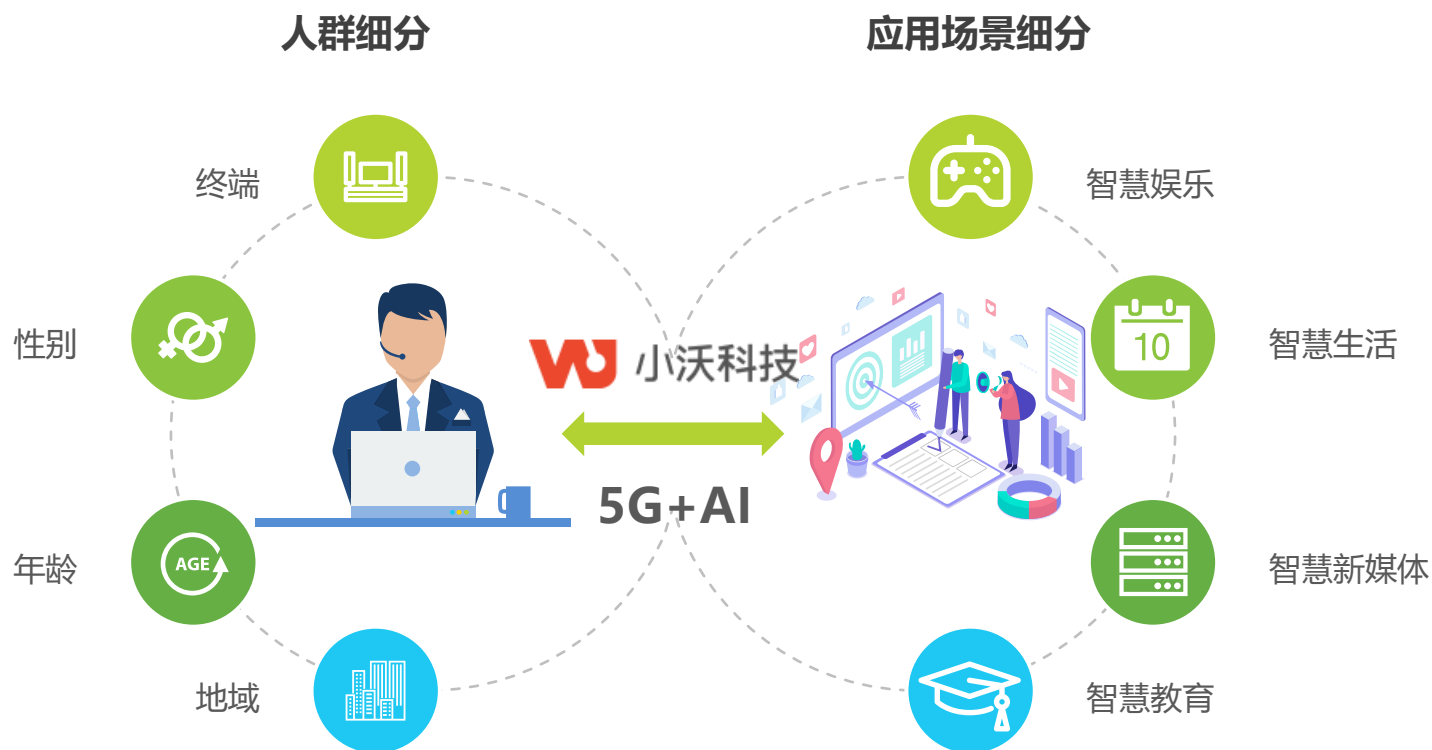 人群细分
应用场景细分
终端
智慧娱乐
性别
10
智慧生活
小沃科技
5G+AI
年龄
AGE
智慧新媒体
地域
智慧教育